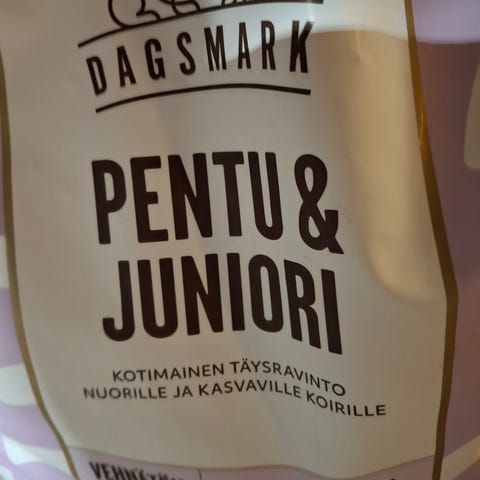 DAGSMARK
PENTU &
JUNIORI
KOTIMAINEN TÄYSRAVINTO
NUORILLE JA KASVAVILLE KOIRILLE